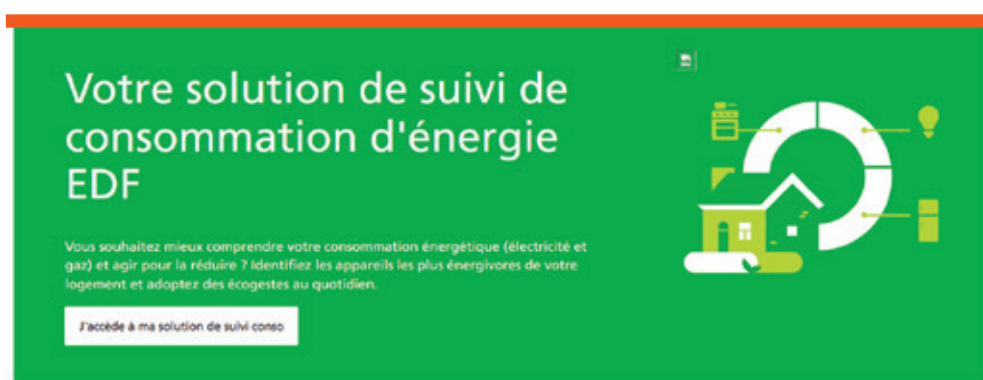 Votre solution de suivi de
consommation d'énergie
EDF
Vous souhaitez mieux comprendre votre consommation énergétique (électricité et
gaz) et agir pour la réduire ? Identifiez les appareils les plus énergivores de votre
logement et adoptez des écogestes au quotidien.
J'accède à ma solution de suivi conso